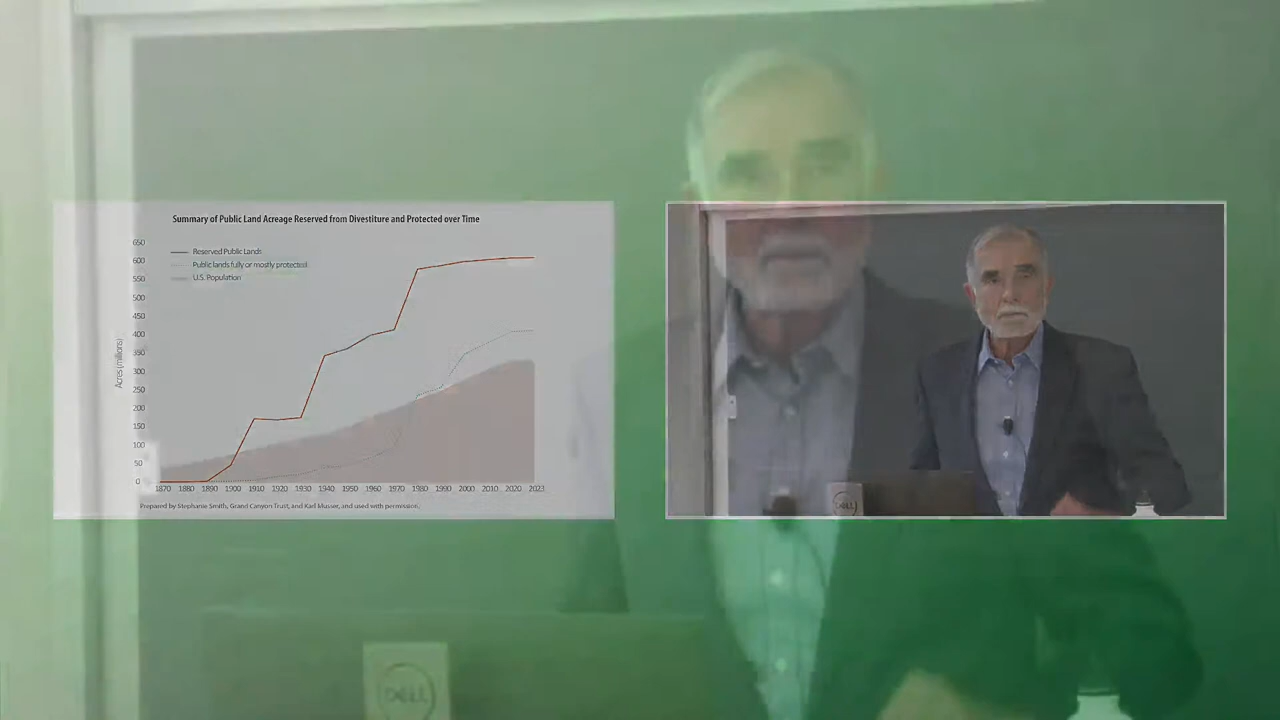 Summary of Public Land Acreage Reserved from Divestiture and Protected over Time
650
600
550
500
450
400
350
300
250
200
150
100
50
0
Reserved Public Lands
Public lands fully or mostly protected
U.S. Population
Acres (millions)
1870 1880 1890 1900 1910 1920 1930 1940 1950 1960 1970 1980 1990 2000 2010 2020 2023
Prepared by Stephanie Smith, Grand Canyon Trust, and Karl Musser, and used with permission.
DELL
DELL